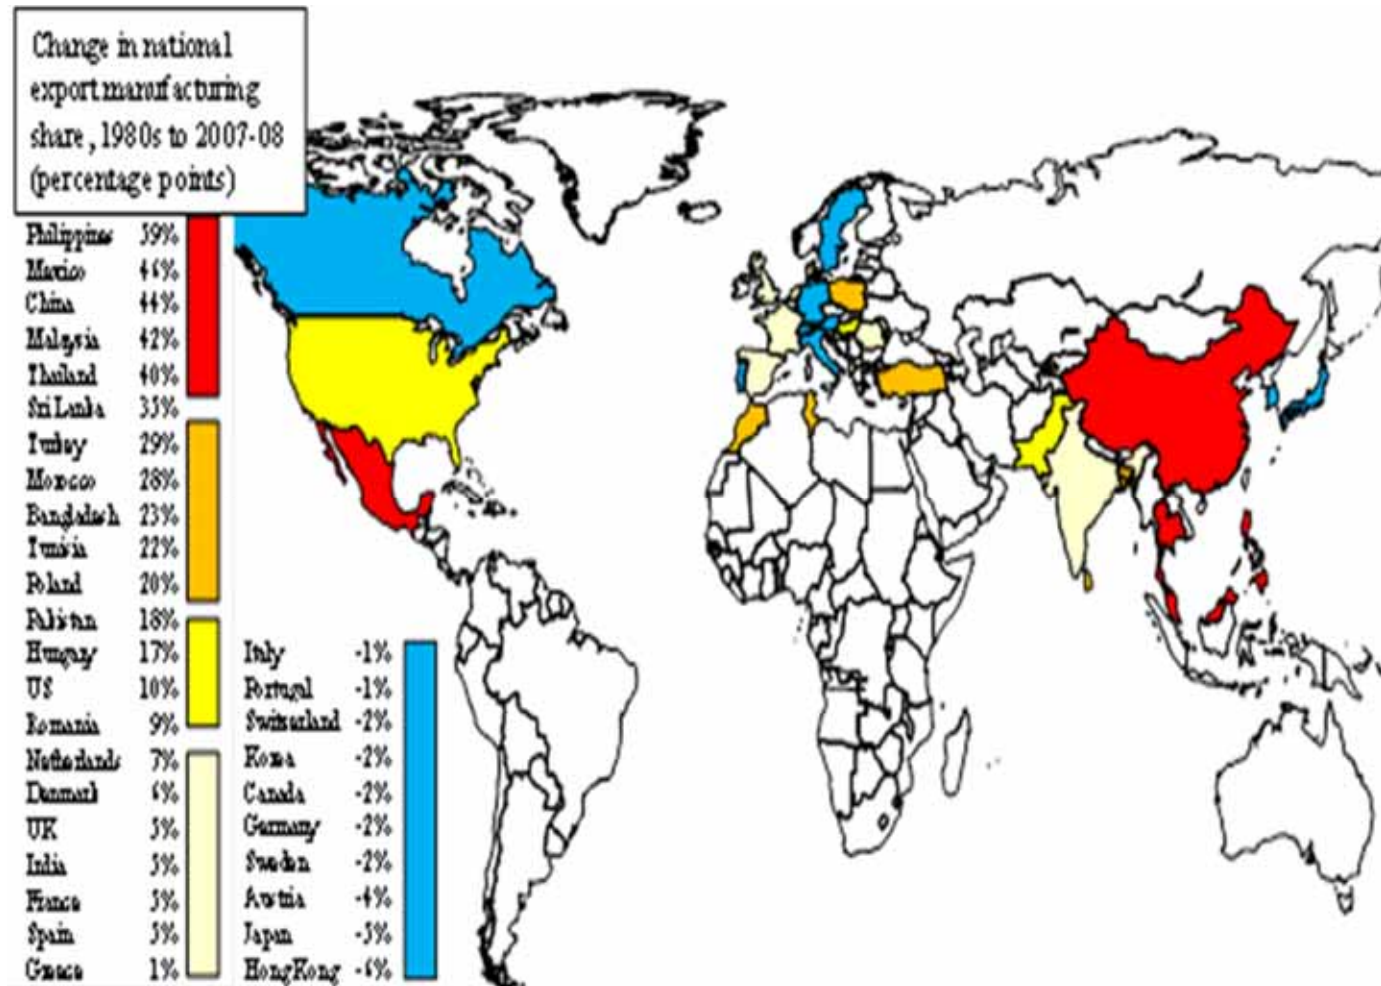 Change in national
export manufacturing
share, 1980s to 2007-08
(percentage points)
Philippines 59%
Mexico 46%
China 44%
Malaysia 42%
Thailand 40%
Sri Lanka
Turkey 29%
Morocco 28%
Bangladesh
Tunisia 22%
Poland 20%
Pakistan 18%
Hungary 17%
US 10%
Romania 9%
Netherlands 7%
Denmark 6%
UK 5%
India 5%
France 5%
Spain 5%
Greece 1%
Italy -1%
Portugal -1%
Switzerland -2%
Korea -2%
Canada -2%
Germany -2%
Sweden -2%
Austria -4%
Japan -5%
Hong Kong -6%